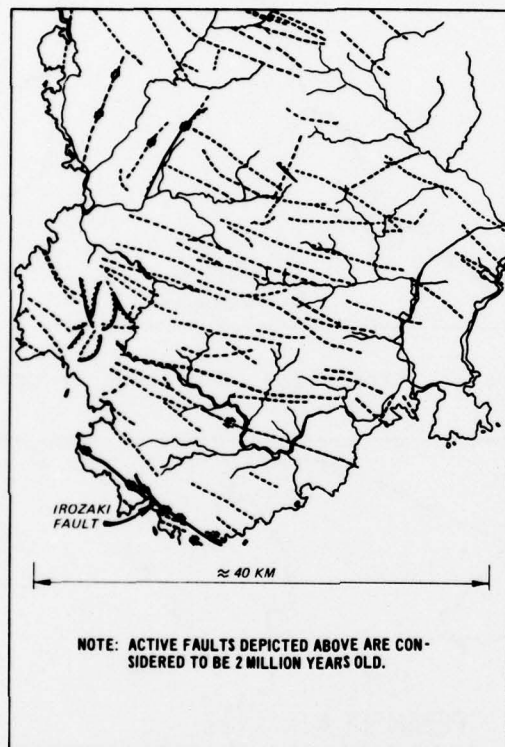 IROZAKI
FAULT
≈ 40 KM
NOTE: ACTIVE FAULTS DEPICTED ABOVE ARE CON-
SIDERED TO BE 2 MILLION YEARS OLD.